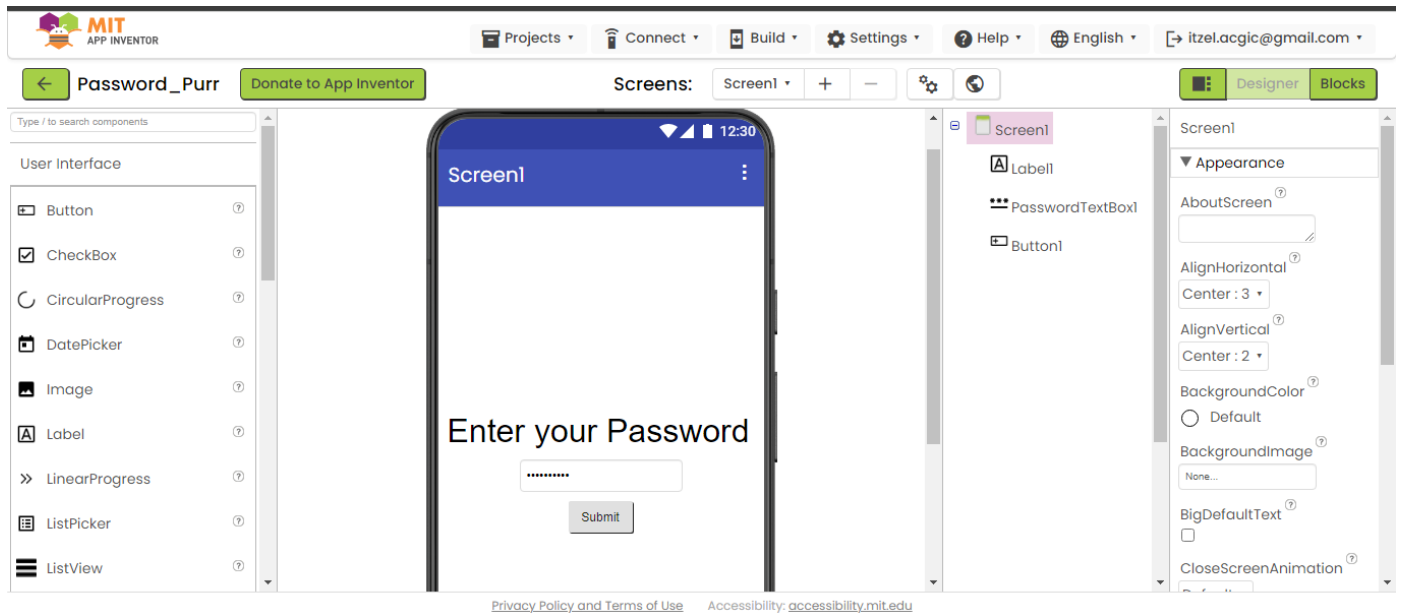 MIT
APP INVENTOR
Projects
Connect
Build
Settings
Help
English
itzel.acgic@gmail.com
Password_Purr
Donate to App Inventor
Screens:
Screen1
Designer
Blocks
Type / to search components
User Interface
Button
CheckBox
CircularProgress
DatePicker
Image
Label
LinearProgress
ListPicker
ListView
12:30
Screen1
Enter your Password
••••••••••
Submit
Screen1
Label1
PasswordTextBox1
Button1
Screen1
Appearance
AboutScreen
AlignHorizontal
Center : 3
AlignVertical
Center : 2
BackgroundColor
Default
BackgroundImage
None...
BigDefaultText
CloseScreenAnimation
Privacy Policy and Terms of Use
Accessibility: accessibility.mit.edu